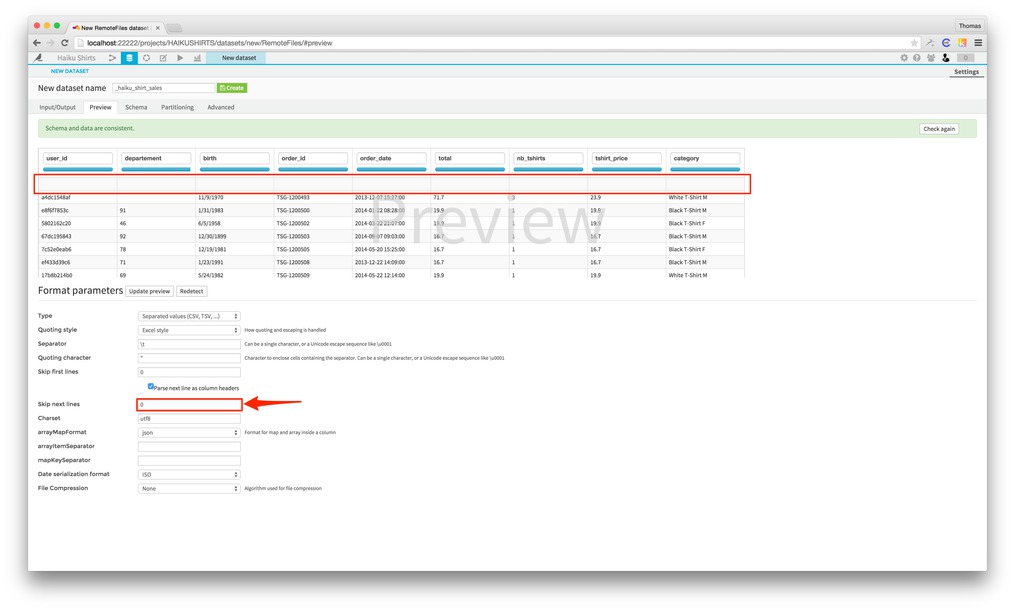 New RemoteFiles dataset
Thomas
localhost:22222/projects/HAIKUSHIRTS/datasets/new/RemoteFiles/#preview
Haiku Shirts New dataset
NEW DATASET
Settings
New dataset name _haiku_shirt_sales Create
Input/Output Preview Schema Partitioning Advanced
Schema and data are consistent. Check again
user_id departement birth order_id order_date total nb_tshirts tshirt_price category
a4dc1548af 11/9/1970 TSG-1200493 2013-12-07 15:27:00 71.7 3 23.9 White T-Shirt M
e8f6f7853c 91 1/31/1983 TSG-1200500 2014-01-22 08:28:00 19.9 1 19.9 Black T-Shirt M
5802162c20 46 6/5/1958 TSG-1200502 2014-03-22 21:07:00 19.9 1 19.9 Black T-Shirt F
67dc195843 92 12/30/1899 TSG-1200503 2014-09-07 09:03:00 16.7 1 16.7 Black T-Shirt M
7c52e0eab6 78 12/19/1981 TSG-1200505 2014-05-20 15:25:00 16.7 1 16.7 Black T-Shirt F
ef433d39c6 71 1/23/1991 TSG-1200508 2013-12-22 14:09:00 16.7 1 16.7 Black T-Shirt M
17b8b214b0 69 5/24/1982 TSG-1200509 2014-05-22 12:14:00 19.9 1 19.9 White T-Shirt M
Preview
Format parameters Update preview Redetect
Type Separated values (CSV, TSV, ...)
Quoting style Excel style How quoting and escaping is handled
Separator \t Can be a single character, or a Unicode escape sequence like \u0001
Quoting character " Character to enclose cells containing the separator. Can be a single character, or a Unicode escape sequence like \u0001
Skip first lines 0
Parse next line as column headers
Skip next lines 0
Charset utf8
arrayMapFormat json Format for map and array inside a column
arrayItemSeparator
mapKeySeparator
Date serialization format ISO
File Compression None Algorithm used for file compression